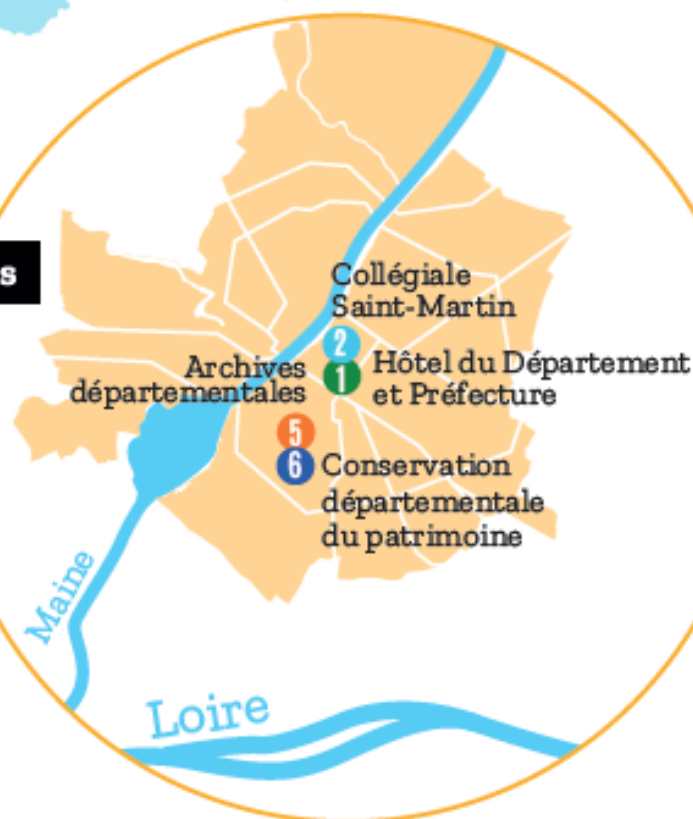 s
Collégiale
Saint-Martin
2
1
Hôtel du Département
et Préfecture
Archives
départementales
5
6
Conservation
départementale
du patrimoine
Maine
Loire